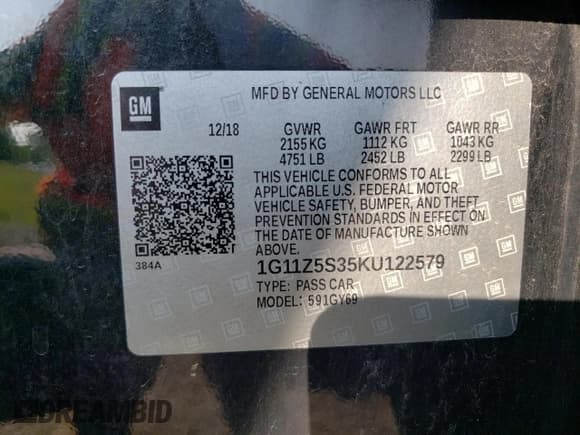 GM
MFD BY GENERAL MOTORS LLC
12/18 GVWR GAWR FRT GAWR RR
2155 KG 1112 KG 1043 KG
4751 LB 2452 LB 2299 LB
THIS VEHICLE CONFORMS TO ALL
APPLICABLE U.S. FEDERAL MOTOR
VEHICLE SAFETY, BUMPER, AND THEFT
PREVENTION STANDARDS IN EFFECT ON
THE DATE OF MANUFACTURE SHOWN
ABOVE.
384A
1G11Z5S35KU122579
TYPE: PASS CAR
MODEL: 591GY69
DREAMBID